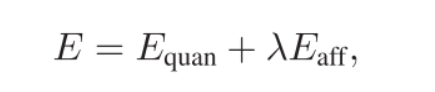 E = E_quan + λE_aff,